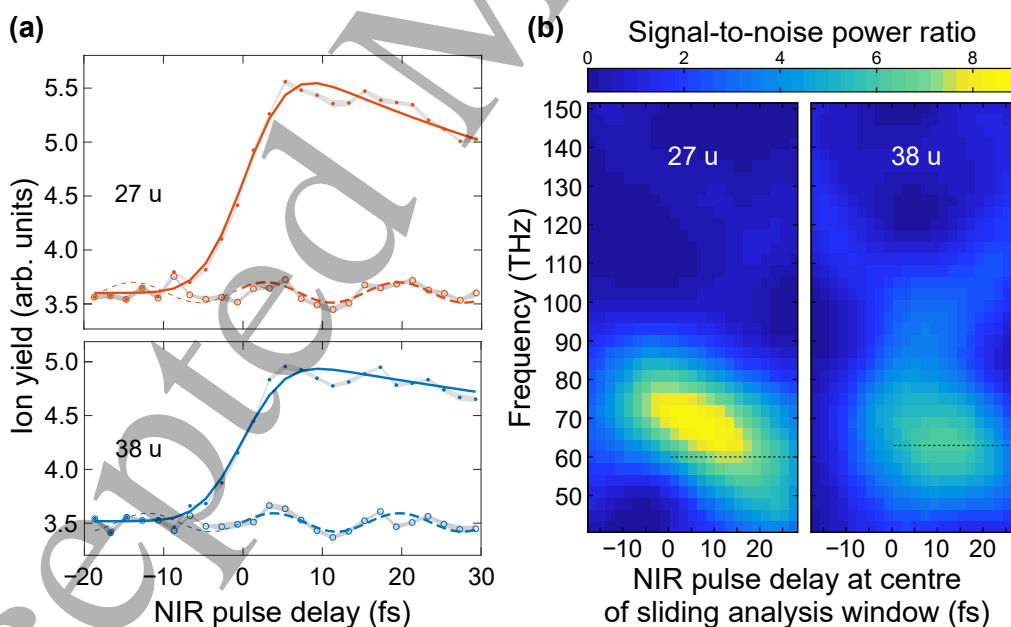 (a)
5.5
5.0
4.5
4.0
3.5
27 u
5.0
4.5
4.0
3.5
38 u
Ion yield (arb. units)
−20 −10 0 10 20 30
NIR pulse delay (fs)
(b)
Signal-to-noise power ratio
0 2 4 6 8
150
140
130
120
110
100
90
80
70
60
50
Frequency (THz)
27 u 38 u
−10 0 10 20 −10 0 10 20
NIR pulse delay at centre
of sliding analysis window (fs)
cepted M